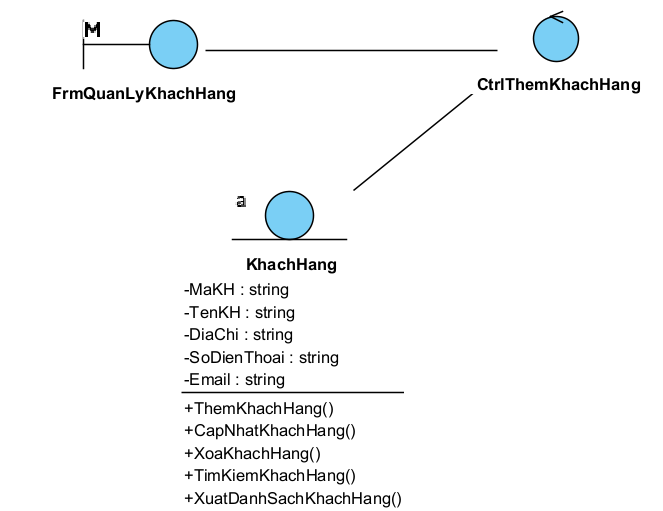 M
FrmQuanLyKhachHang
CtrlThemKhachHang
a
KhachHang
-MaKH : string
-TenKH : string
-DiaChi : string
-SoDienThoai : string
-Email : string
+ThemKhachHang()
+CapNhatKhachHang()
+XoaKhachHang()
+TimKiemKhachHang()
+XuatDanhSachKhachHang()